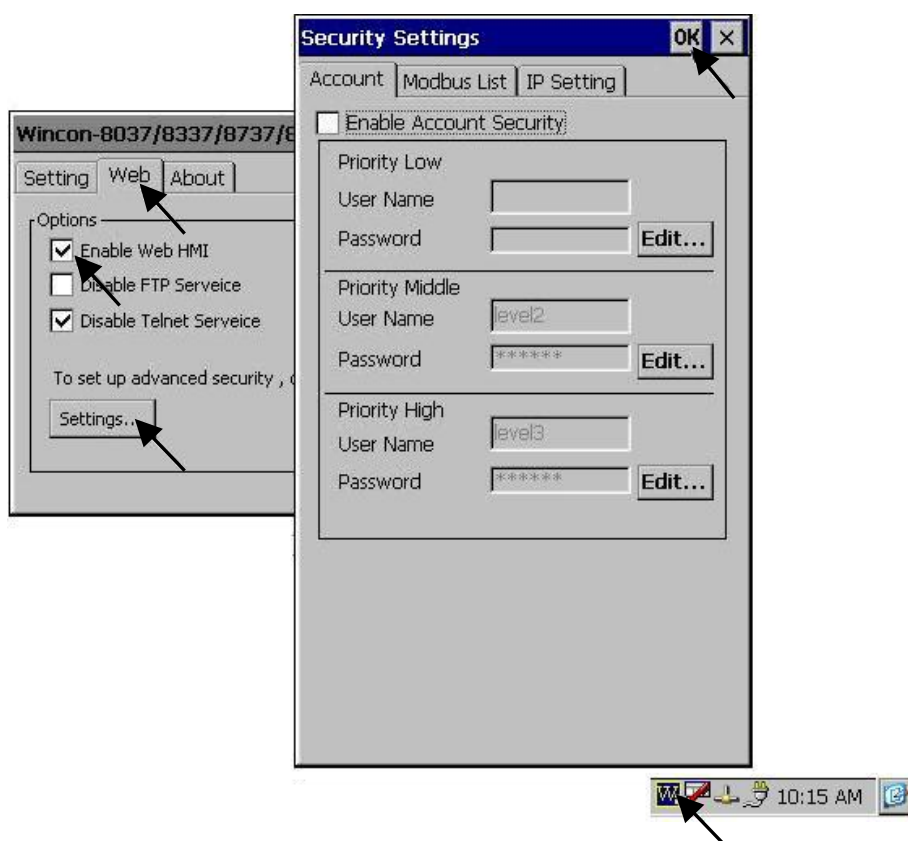 Wincon-8037/8337/8737/8
Setting Web About
Options
Enable Web HMI
Disable FTP Serveice
Disable Telnet Serveice
To set up advanced security ,
Settings...
Security Settings OK ×
Account Modbus List IP Setting
Enable Account Security
Priority Low
User Name
Password Edit...
Priority Middle
User Name level2
Password ****** Edit...
Priority High
User Name level3
Password ****** Edit...
10:15 AM